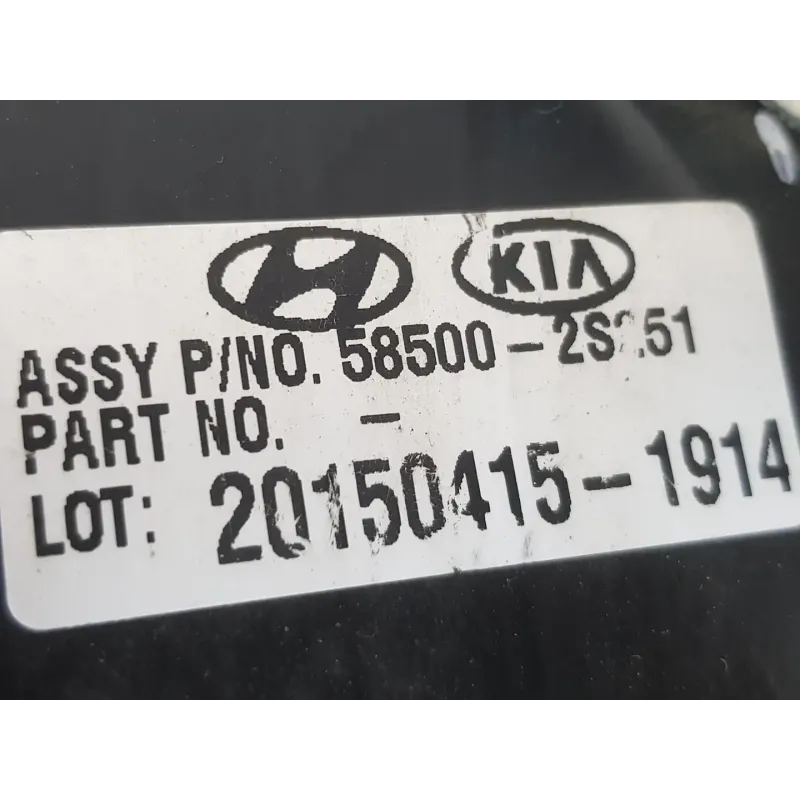 KIA
ASSY P/NO. 58500-
PART NO. -
LOT: 20150415-1914